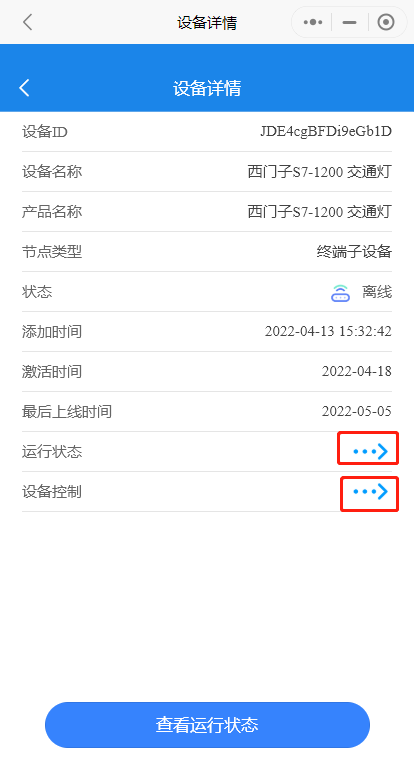 设备详情
设备详情
设备ID JDE4cgBFDi9eGb1D
设备名称 西门子S7-1200 交通灯
产品名称 西门子S7-1200 交通灯
节点类型 终端子设备
状态 离线
添加时间 2022-04-13 15:32:42
激活时间 2022-04-18
最后上线时间 2022-05-05
运行状态
设备控制
查看运行状态